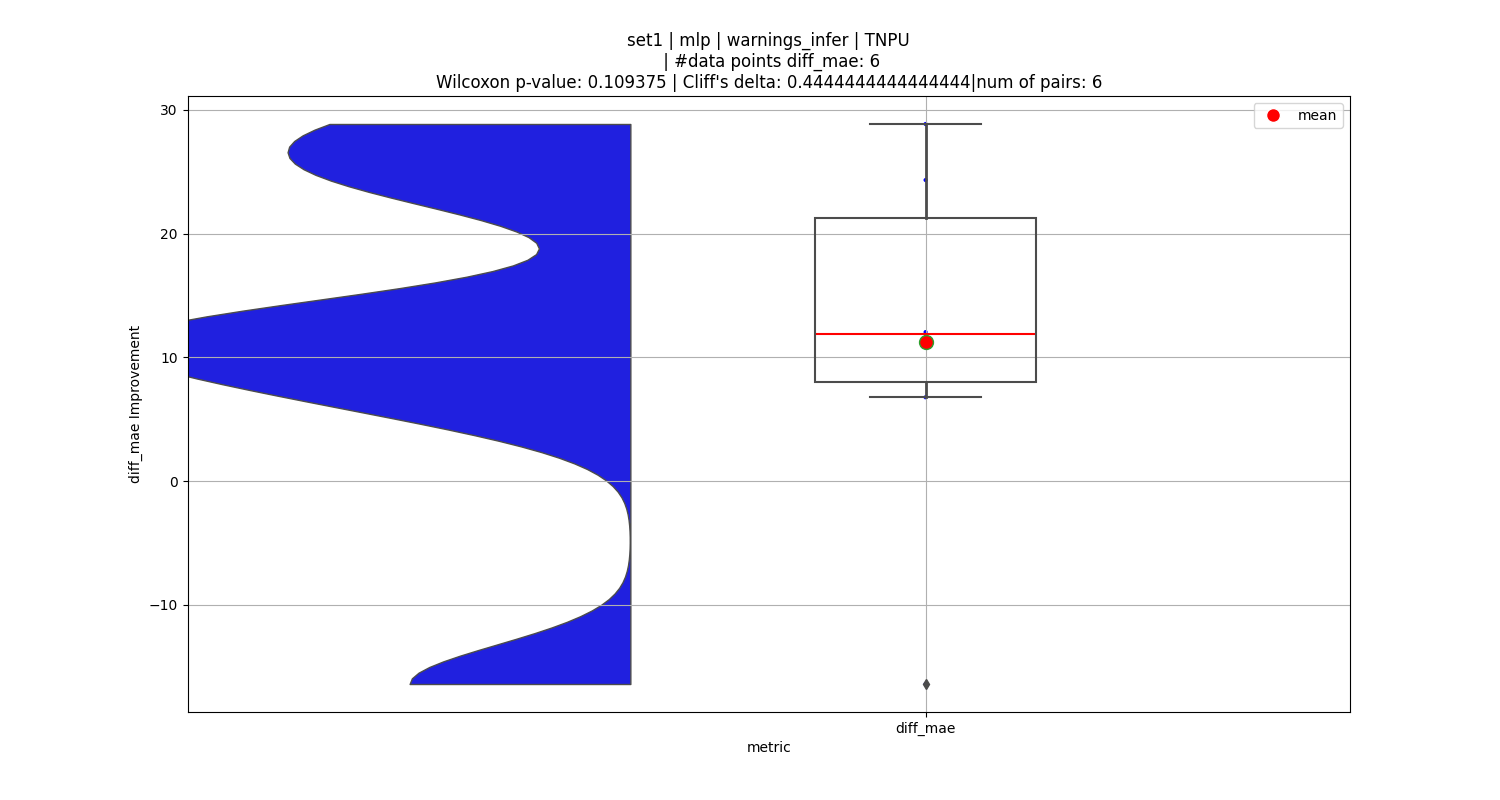 set1 | mlp | warnings_infer | TNPU
| #data points diff_mae: 6
Wilcoxon p-value: 0.109375 | Cliff's delta: 0.4444444444444444|num of pairs: 6
mean
30
20
10
0
−10
diff_mae Improvement
diff_mae
metric